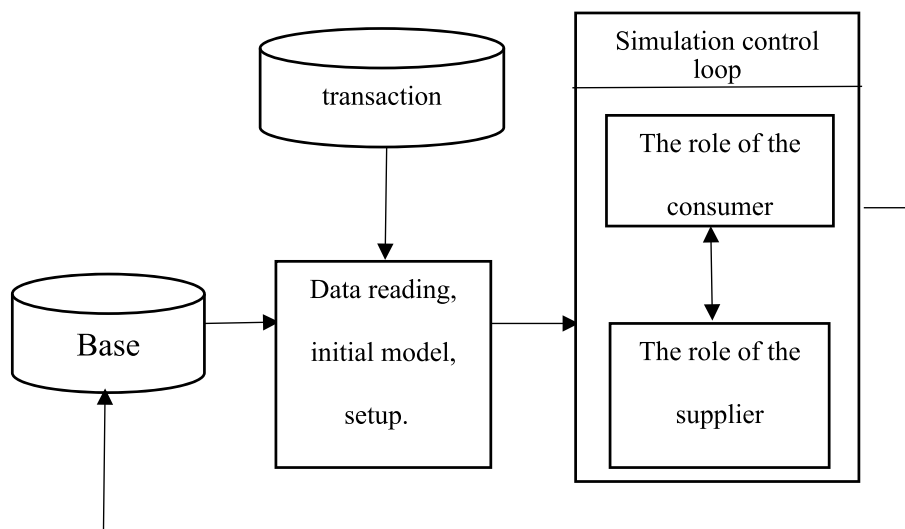 transaction
Simulation control
loop
The role of the
consumer
Base
Data reading,
initial model,
setup.
The role of the
supplier